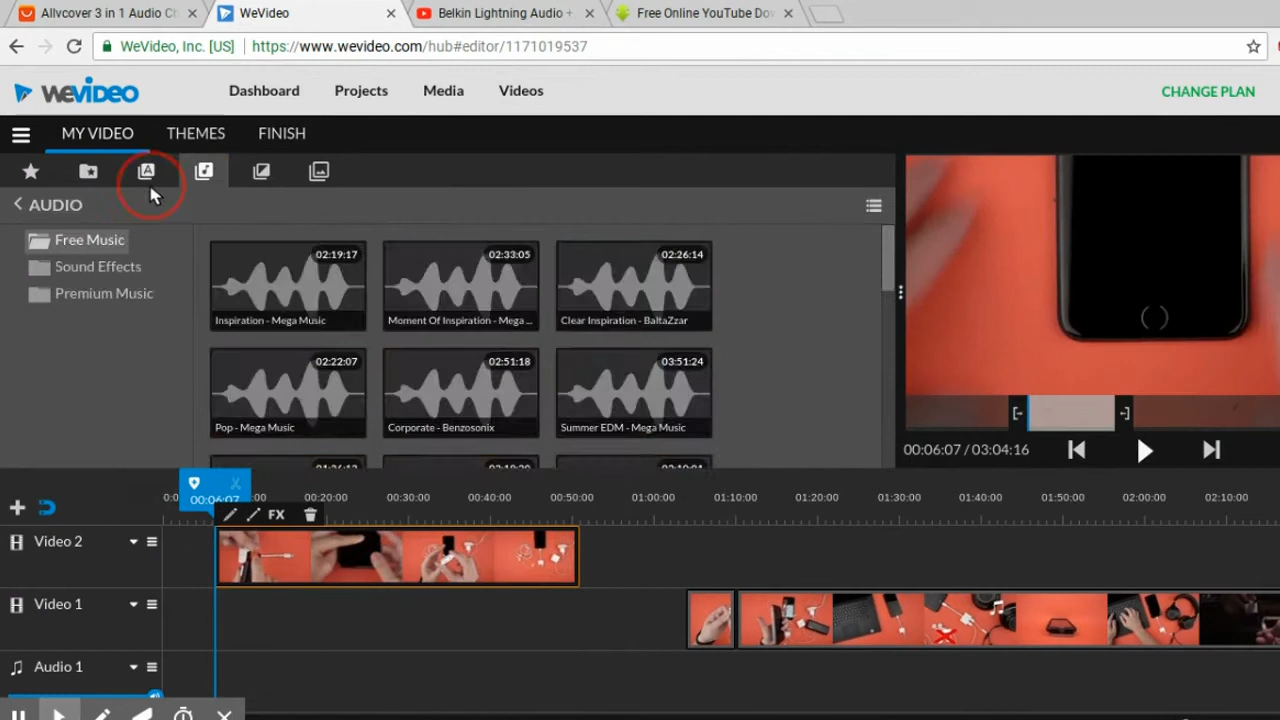 Allvcover 3 in 1 Audio Ch
WeVideo
Belkin Lightning Audio +
Free Online YouTube Dov
WeVideo, Inc. [US]
https://www.wevideo.com/hub#editor/1171019537
WEVIDEO
Dashboard
Projects
Media
Videos
CHANGE PLAN
MY VIDEO
THEMES
FINISH
AUDIO
Free Music
Sound Effects
Premium Music
02:19:17
02:33:05
02:26:14
Inspiration - Mega Music
Moment Of Inspiration - Mega ...
Clear Inspiration - BaltaZzar
02:22:07
02:51:18
03:51:24
Pop - Mega Music
Corporate - Benzosonix
Summer EDM - Mega Music
00:06:07 / 03:04:16
00:06:07
00:20:00
00:30:00
00:40:00
00:50:00
01:00:00
01:10:00
01:20:00
01:30:00
01:40:00
01:50:00
02:00:00
02:10:00
FX
Video 2
Video 1
Audio 1